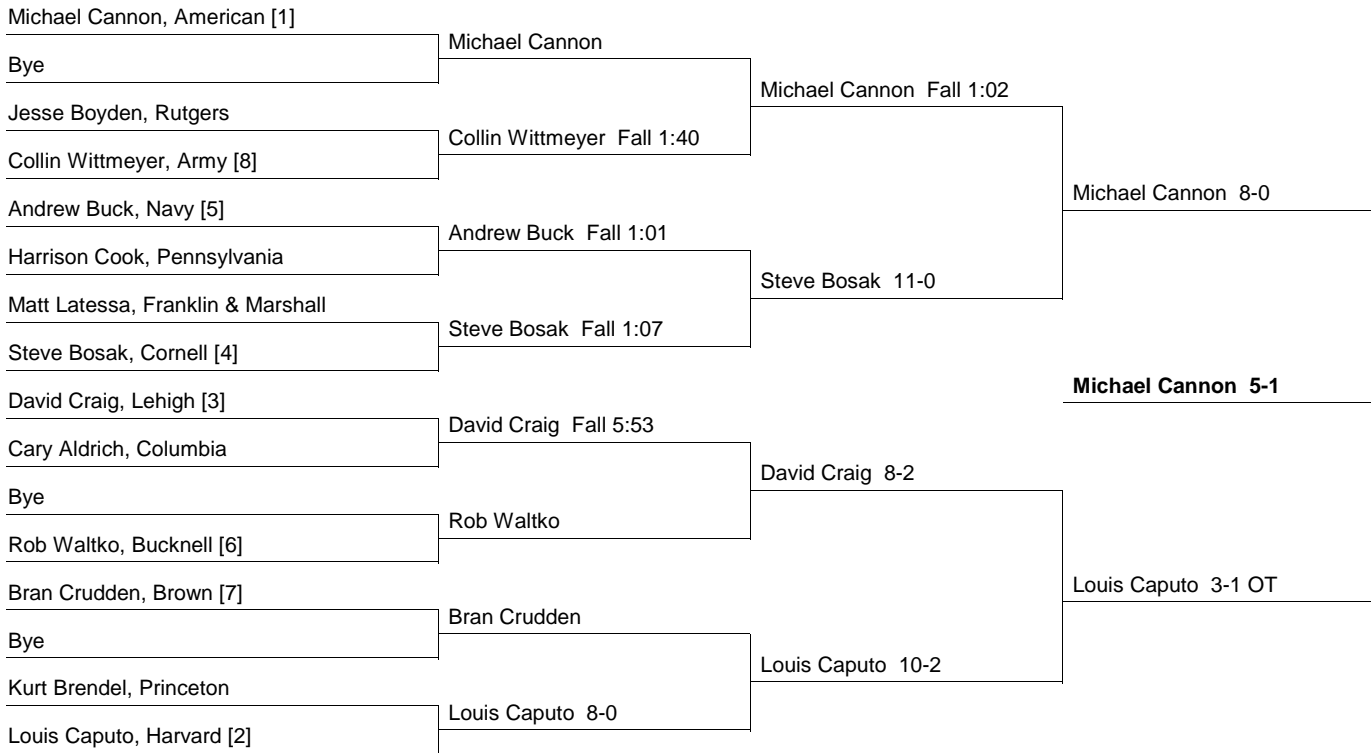 Michael Cannon, American [1]
Bye
Jesse Boyden, Rutgers
Collin Wittmeyer, Army [8]
Andrew Buck, Navy [5]
Harrison Cook, Pennsylvania
Matt Latessa, Franklin & Marshall
Steve Bosak, Cornell [4]
David Craig, Lehigh [3]
Cary Aldrich, Columbia
Bye
Rob Waltko, Bucknell [6]
Bran Crudden, Brown [7]
Bye
Kurt Brendel, Princeton
Louis Caputo, Harvard [2]
Michael Cannon
Collin Wittmeyer Fall 1:40
Andrew Buck Fall 1:01
Steve Bosak Fall 1:07
David Craig Fall 5:53
Rob Waltko
Bran Crudden
Louis Caputo 8-0
Michael Cannon Fall 1:02
Steve Bosak 11-0
David Craig 8-2
Louis Caputo 10-2
Michael Cannon 8-0
Louis Caputo 3-1 OT
Michael Cannon 5-1